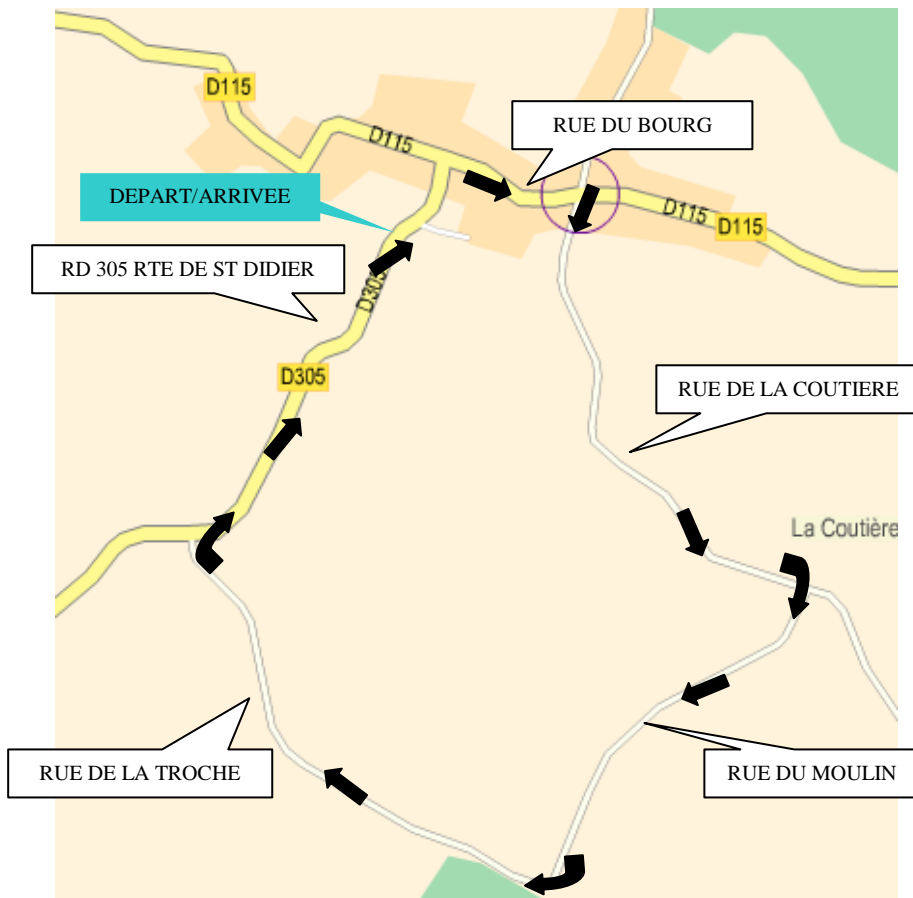 D115
RUE DU BOURG
D115
DEPART/ARRIVEE
D115
D115
RD 305 RTE DE ST DIDIER
D305
D305
RUE DE LA COUTIERE
La Coutière
RUE DE LA TROCHE
RUE DU MOULIN